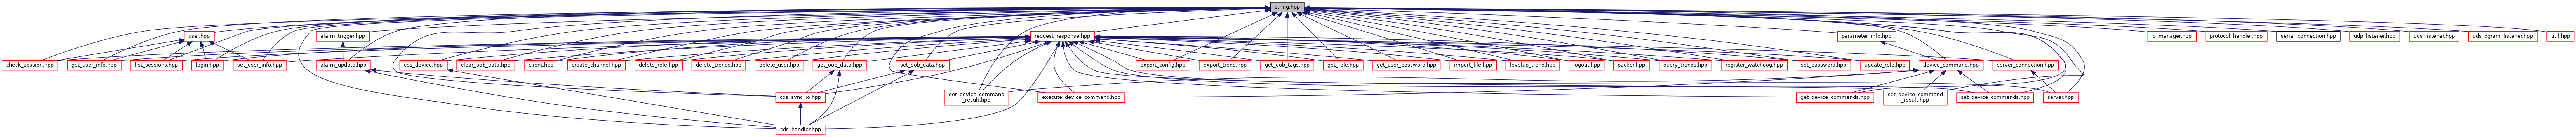 string.hpp
user.hpp
alarm_trigger.hpp
request_response.hpp
parameter_info.hpp
io_manager.hpp
protocol_handler.hpp
serial_connection.hpp
udp_listener.hpp
uds_listener.hpp
uds_dgram_listener.hpp
util.hpp
check_session.hpp
get_user_info.hpp
list_sessions.hpp
login.hpp
set_user_info.hpp
alarm_update.hpp
cds_device.hpp
clear_oob_data.hpp
client.hpp
create_channel.hpp
delete_role.hpp
delete_trends.hpp
delete_user.hpp
get_oob_data.hpp
set_oob_data.hpp
export_config.hpp
export_trend.hpp
get_oob_tags.hpp
get_role.hpp
get_user_password.hpp
import_file.hpp
levelup_trend.hpp
logout.hpp
packer.hpp
query_trends.hpp
register_watchdog.hpp
set_password.hpp
update_role.hpp
device_command.hpp
server_connection.hpp
cds_sync_io.hpp
get_device_command
_result.hpp
execute_device_command.hpp
get_device_commands.hpp
set_device_command
_result.hpp
set_device_commands.hpp
server.hpp
cds_handler.hpp